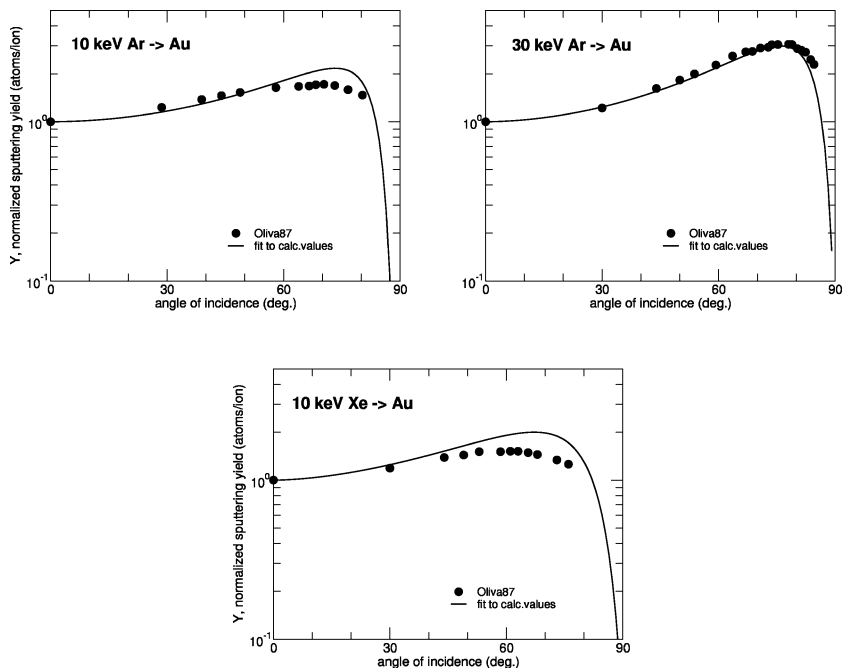 10 keV Ar -> Au
Y, normalized sputtering yield (atoms/ion)
10^0
10^-1
Oliva87
fit to calc.values
0 30 60 90
angle of incidence (deg.)
30 keV Ar -> Au
10^0
10^-1
Oliva87
fit to calc.values
0 30 60 90
angle of incidence (deg.)
10 keV Xe -> Au
Y, normalized sputtering yield (atoms/ion)
10^0
10^-1
Oliva87
fit to calc.values
0 30 60 90
angle of incidence (deg.)